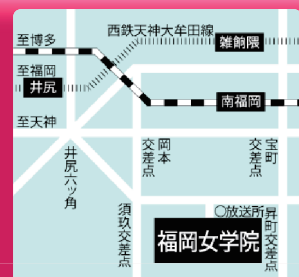 西鉄天神大牟田線
至博多
雑餉隈
至福岡
井尻
南福岡
至天神
井尻六ッ角
岡本交差点
宝町交差点
須玖交差点
〇放送所
昇町交差点
福岡女学院